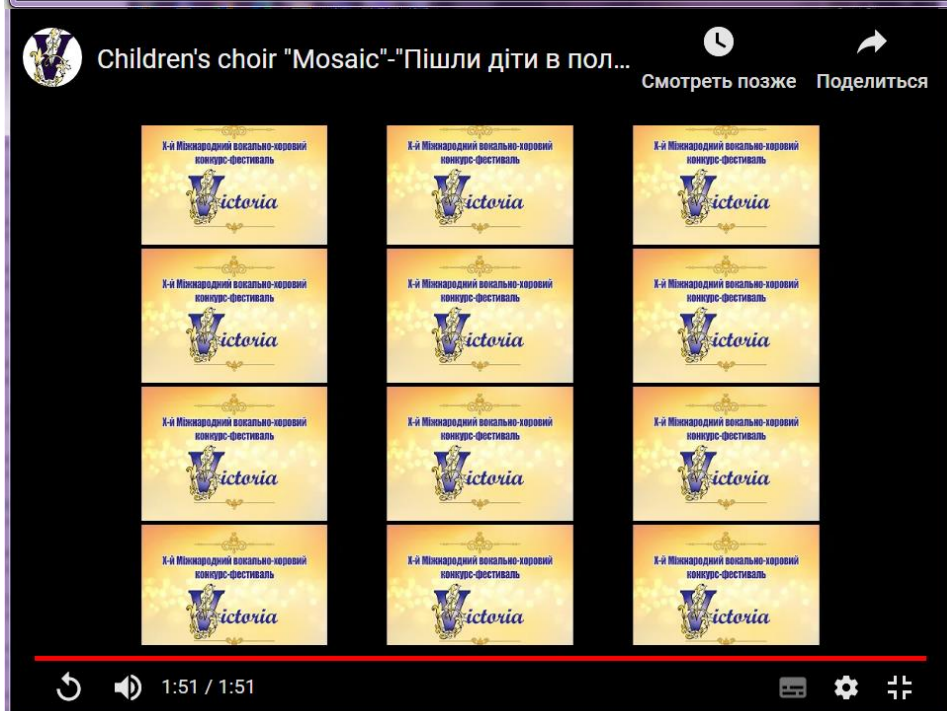 Children's choir "Mosaic"-"Пішли діти в пол...
Смотреть позже
Поделиться
Х-й Міжнародний вокально-хоровий
конкурс-фестиваль
Victoria
Х-й Міжнародний вокально-хоровий
конкурс-фестиваль
Victoria
Х-й Міжнародний вокально-хоровий
конкурс-фестиваль
Victoria
Х-й Міжнародний вокально-хоровий
конкурс-фестиваль
Victoria
Х-й Міжнародний вокально-хоровий
конкурс-фестиваль
Victoria
Х-й Міжнародний вокально-хоровий
конкурс-фестиваль
Victoria
Х-й Міжнародний вокально-хоровий
конкурс-фестиваль
Victoria
Х-й Міжнародний вокально-хоровий
конкурс-фестиваль
Victoria
Х-й Міжнародний вокально-хоровий
конкурс-фестиваль
Victoria
Х-й Міжнародний вокально-хоровий
конкурс-фестиваль
Victoria
Х-й Міжнародний вокально-хоровий
конкурс-фестиваль
Victoria
Х-й Міжнародний вокально-хоровий
конкурс-фестиваль
Victoria
1:51 / 1:51